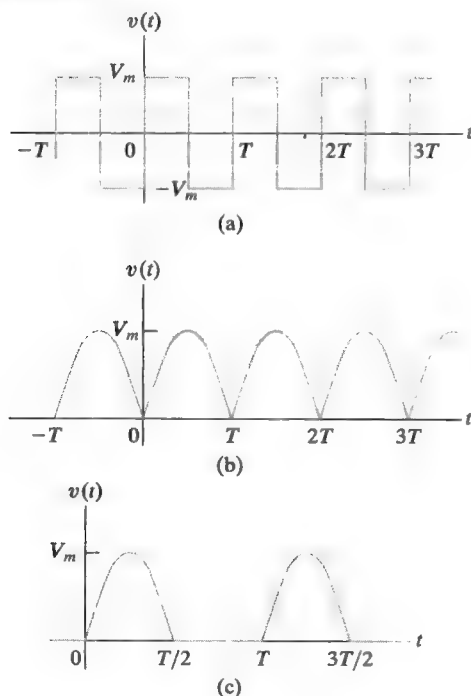 v(t)
V_m
-T 0 T 2T 3T t
-V_m
(a)
v(t)
V_m
-T 0 T 2T 3T t
(b)
v(t)
V_m
0 T/2 T 3T/2 t
(c)